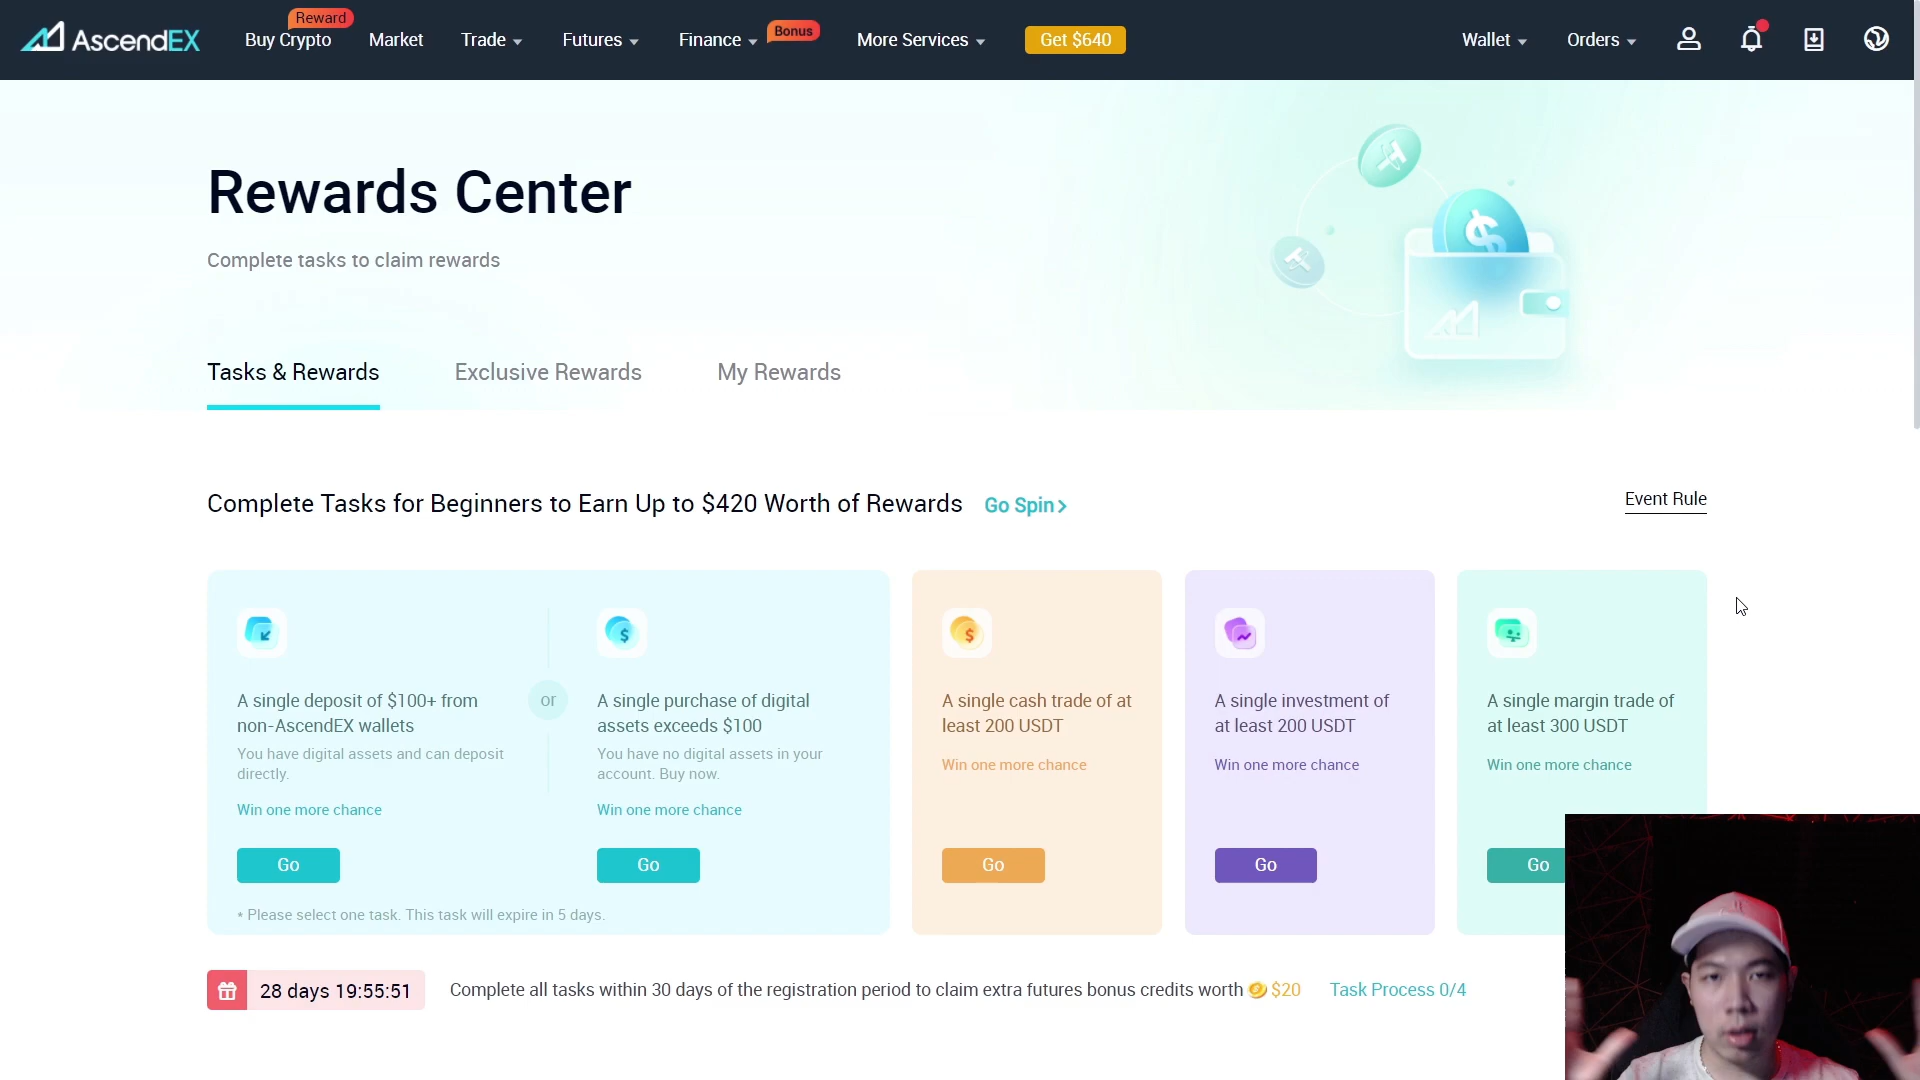 AscendEX
Reward
Buy Crypto
Market
Trade
Futures
Finance
Bonus
More Services
Get $640
Wallet
Orders
Rewards Center
Complete tasks to claim rewards
Tasks & Rewards
Exclusive Rewards
My Rewards
Complete Tasks for Beginners to Earn Up to $420 Worth of Rewards
Go Spin
Event Rule
A single deposit of $100+ from
non-AscendEX wallets
You have digital assets and can deposit
directly.
Win one more chance
Go
or
A single purchase of digital
assets exceeds $100
You have no digital assets in your
account. Buy now.
Win one more chance
Go
* Please select one task. This task will expire in 5 days.
A single cash trade of at
least 200 USDT
Win one more chance
Go
A single investment of
at least 200 USDT
Win one more chance
Go
A single margin trade of
at least 300 USDT
Win one more chance
Go
28 days 19:55:51
Complete all tasks within 30 days of the registration period to claim extra futures bonus credits worth $20
Task Process 0/4